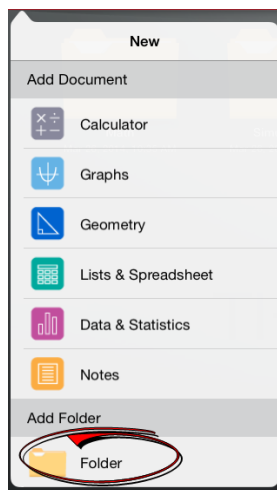 New
Add Document
Calculator
Graphs
Geometry
Lists & Spreadsheet
Data & Statistics
Notes
Add Folder
Folder